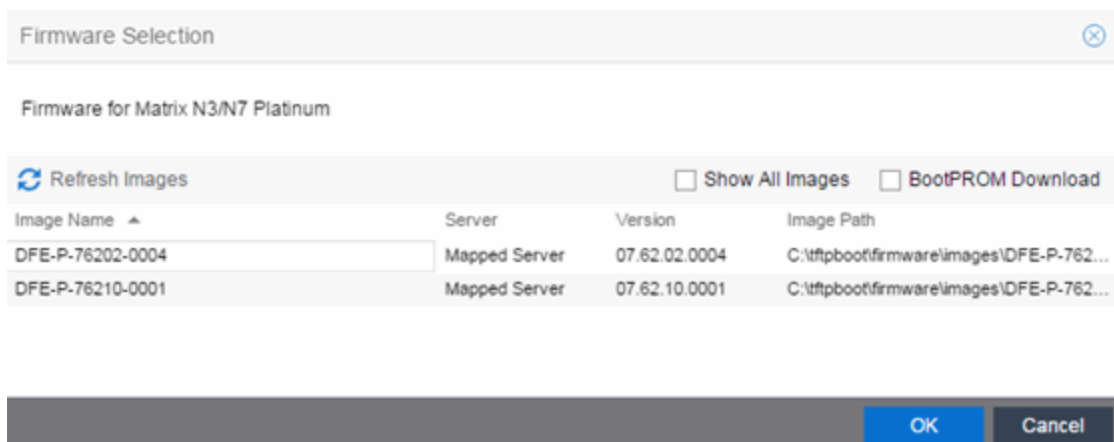 Firmware Selection
Firmware for Matrix N3/N7 Platinum
Refresh Images Show All Images BootPROM Download
Image Name Server Version Image Path
DFE-P-76202-0004 Mapped Server 07.62.02.0004 C:\tftpboot\firmware\images\DFE-P-762...
DFE-P-76210-0001 Mapped Server 07.62.10.0001 C:\tftpboot\firmware\images\DFE-P-762...
OK Cancel